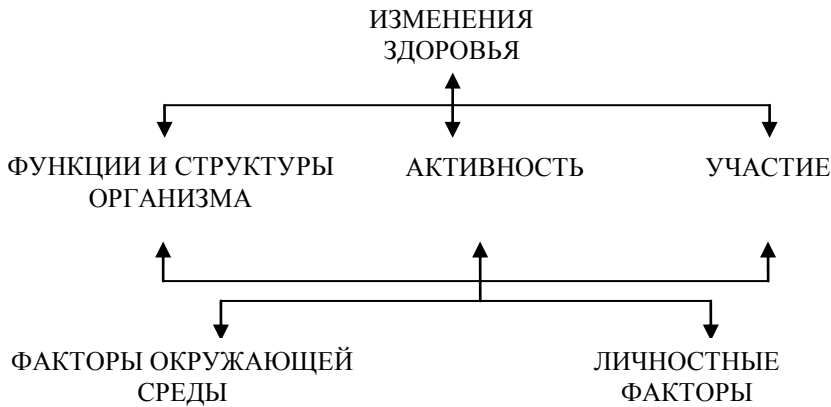 ИЗМЕНЕНИЯ
ЗДОРОВЬЯ
ФУНКЦИИ И СТРУКТУРЫ
ОРГАНИЗМА
АКТИВНОСТЬ
УЧАСТИЕ
ФАКТОРЫ ОКРУЖАЮЩЕЙ
СРЕДЫ
ЛИЧНОСТНЫЕ
ФАКТОРЫ